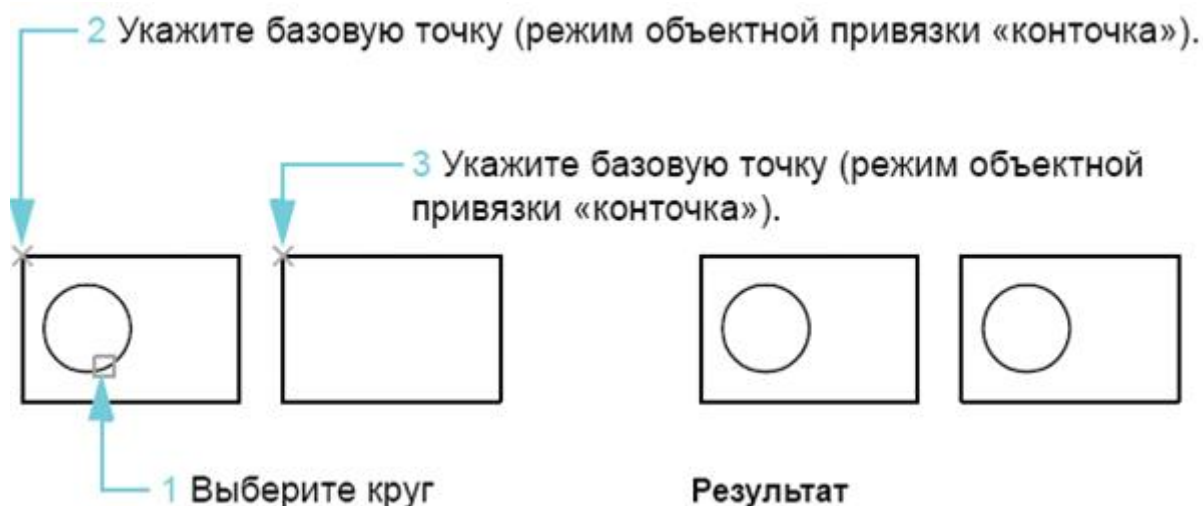 2 Укажите базовую точку (режим объектной привязки «конточка»).
3 Укажите базовую точку (режим объектной
привязки «конточка»).
1 Выберите круг
Результат